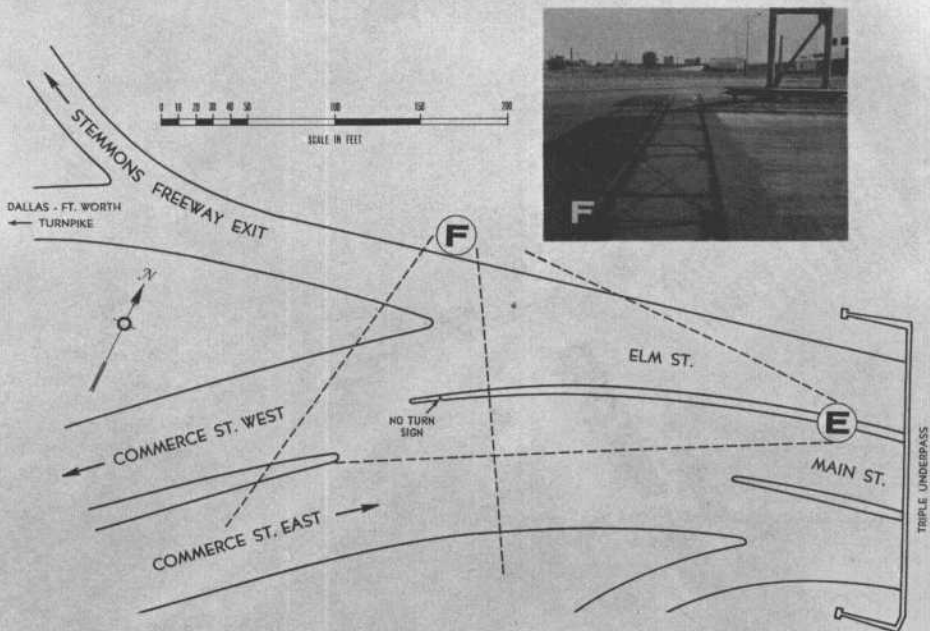 F
0 10 20 30 40 50 100 150 200
SCALE IN FEET
STEMMONS FREEWAY EXIT
DALLAS - FT. WORTH
TURNPIKE
F
N
ELM ST.
NO TURN
SIGN
E
COMMERCE ST. WEST
MAIN ST.
COMMERCE ST. EAST
TRIPLE UNDERPASS